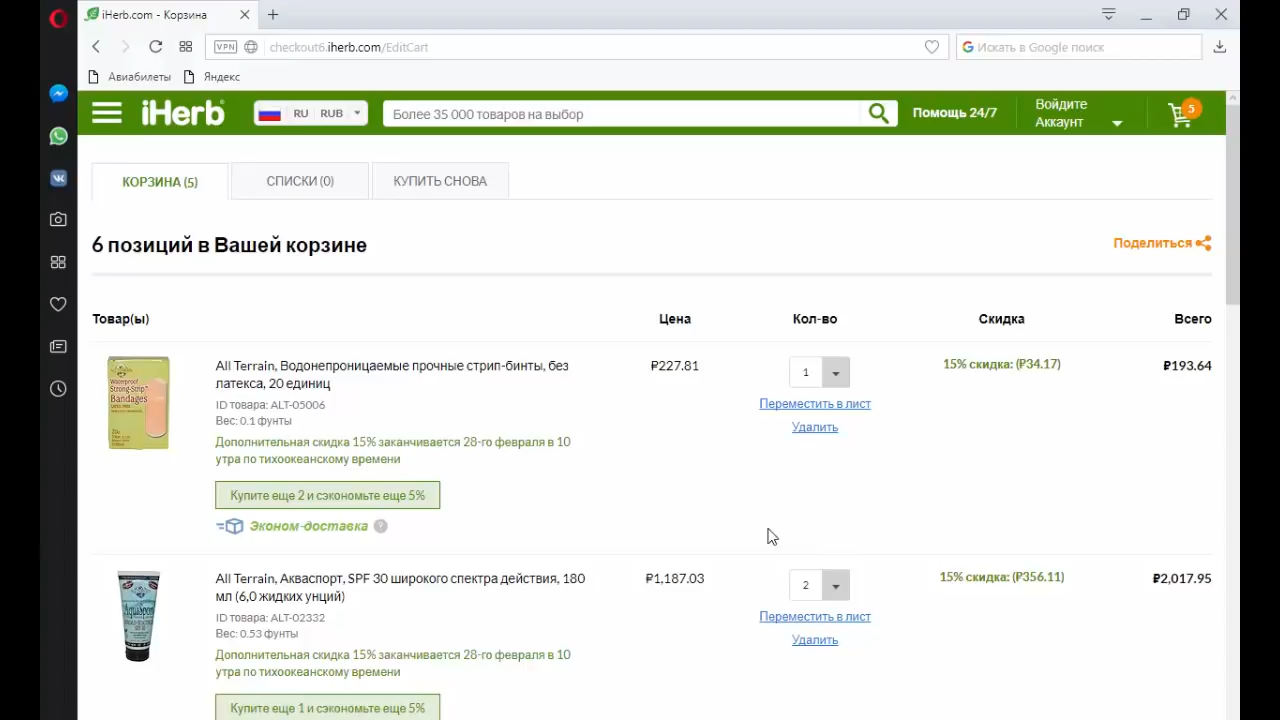 iHerb.com - Корзина
VPN
checkout6.iherb.com/EditCart
Искать в Google поиск
Авиабилеты
Яндекс
iHerb
RU
RUB
Более 35 000 товаров на выбор
Помощь 24/7
Войдите
Аккаунт
5
КОРЗИНА (5)
СПИСКИ (0)
КУПИТЬ СНОВА
6 позиций в Вашей корзине
Поделиться
Товар(ы)
Цена
Кол-во
Скидка
Всего
All Terrain, Водонепроницаемые прочные стрип-бинты, без
латекса, 20 единиц
ID товара: ALT-05006
Вес: 0.1 фунты
Дополнительная скидка 15% заканчивается 28-го февраля в 10
утра по тихоокеанскому времени
Купите еще 2 и сэкономьте еще 5%
Эконом-доставка ?
₽227.81
1
Переместить в лист
Удалить
15% скидка: (₽34.17)
₽193.64
Waterproof
Strong-Strip
Bandages
All Terrain, Акваспорт, SPF 30 широкого спектра действия, 180
мл (6,0 жидких унций)
ID товара: ALT-02332
Вес: 0.53 фунты
Дополнительная скидка 15% заканчивается 28-го февраля в 10
утра по тихоокеанскому времени
Купите еще 1 и сэкономьте еще 5%
₽1,187.03
2
Переместить в лист
Удалить
15% скидка: (₽356.11)
₽2,017.95
AquaSport